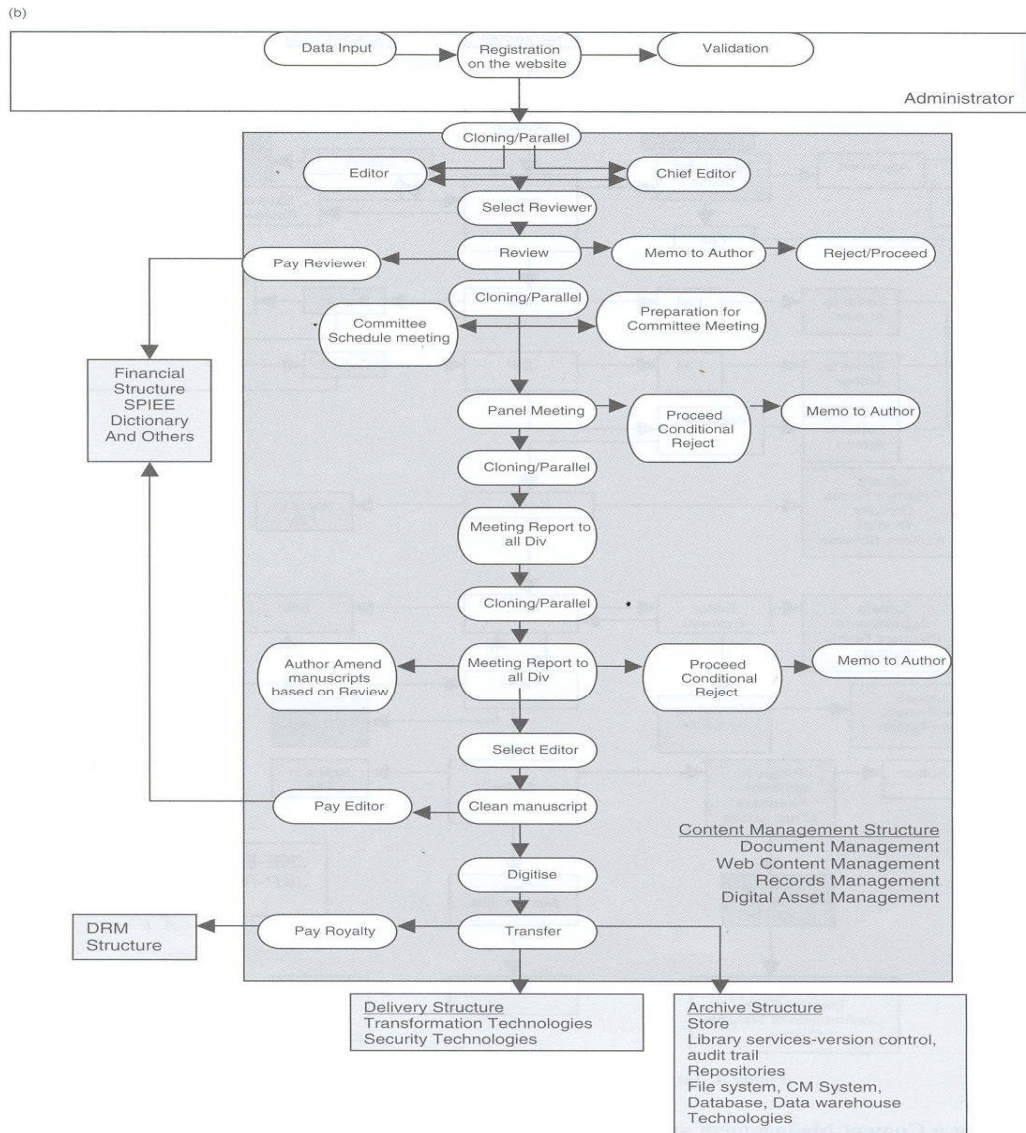 (b)
Data Input
Registration
on the website
Validation
Administrator
Cloning/Parallel
Editor
Chief Editor
Select Reviewer
Pay Reviewer
Review
Memo to Author
Reject/Proceed
Cloning/Parallel
Committee
Schedule meeting
Preparation for
Committee Meeting
Financial
Structure
SPIEE
Dictionary
And Others
Panel Meeting
Proceed
Conditional
Reject
Memo to Author
Cloning/Parallel
Meeting Report to
all Div
Cloning/Parallel
Author Amend
manuscripts
based on Review
Meeting Report to
all Div
Proceed
Conditional
Reject
Memo to Author
Select Editor
Pay Editor
Clean manuscript
Content Management Structure
Document Management
Web Content Management
Records Management
Digital Asset Management
Digitise
DRM
Structure
Pay Royalty
Transfer
Delivery Structure
Transformation Technologies
Security Technologies
Archive Structure
Store
Library services-version control,
audit trail
Repositories
File system, CM System,
Database, Data warehouse
Technologies